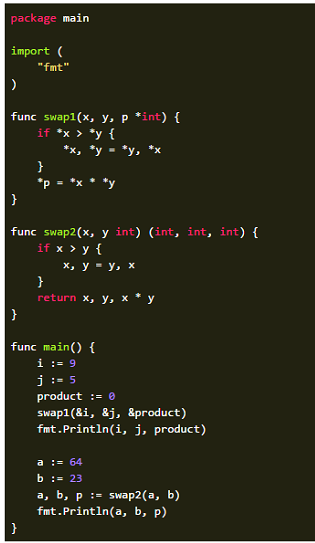 package main

import (
    "fmt"
)

func swap1(x, y, p *int) {
    if *x > *y {
        *x, *y = *y, *x
    }
    *p = *x * *y
}

func swap2(x, y int) (int, int, int) {
    if x > y {
        x, y = y, x
    }
    return x, y, x * y
}

func main() {
    i := 9
    j := 5
    product := 0
    swap1(&i, &j, &product)
    fmt.Println(i, j, product)

    a := 64
    b := 23
    a, b, p := swap2(a, b)
    fmt.Println(a, b, p)
}